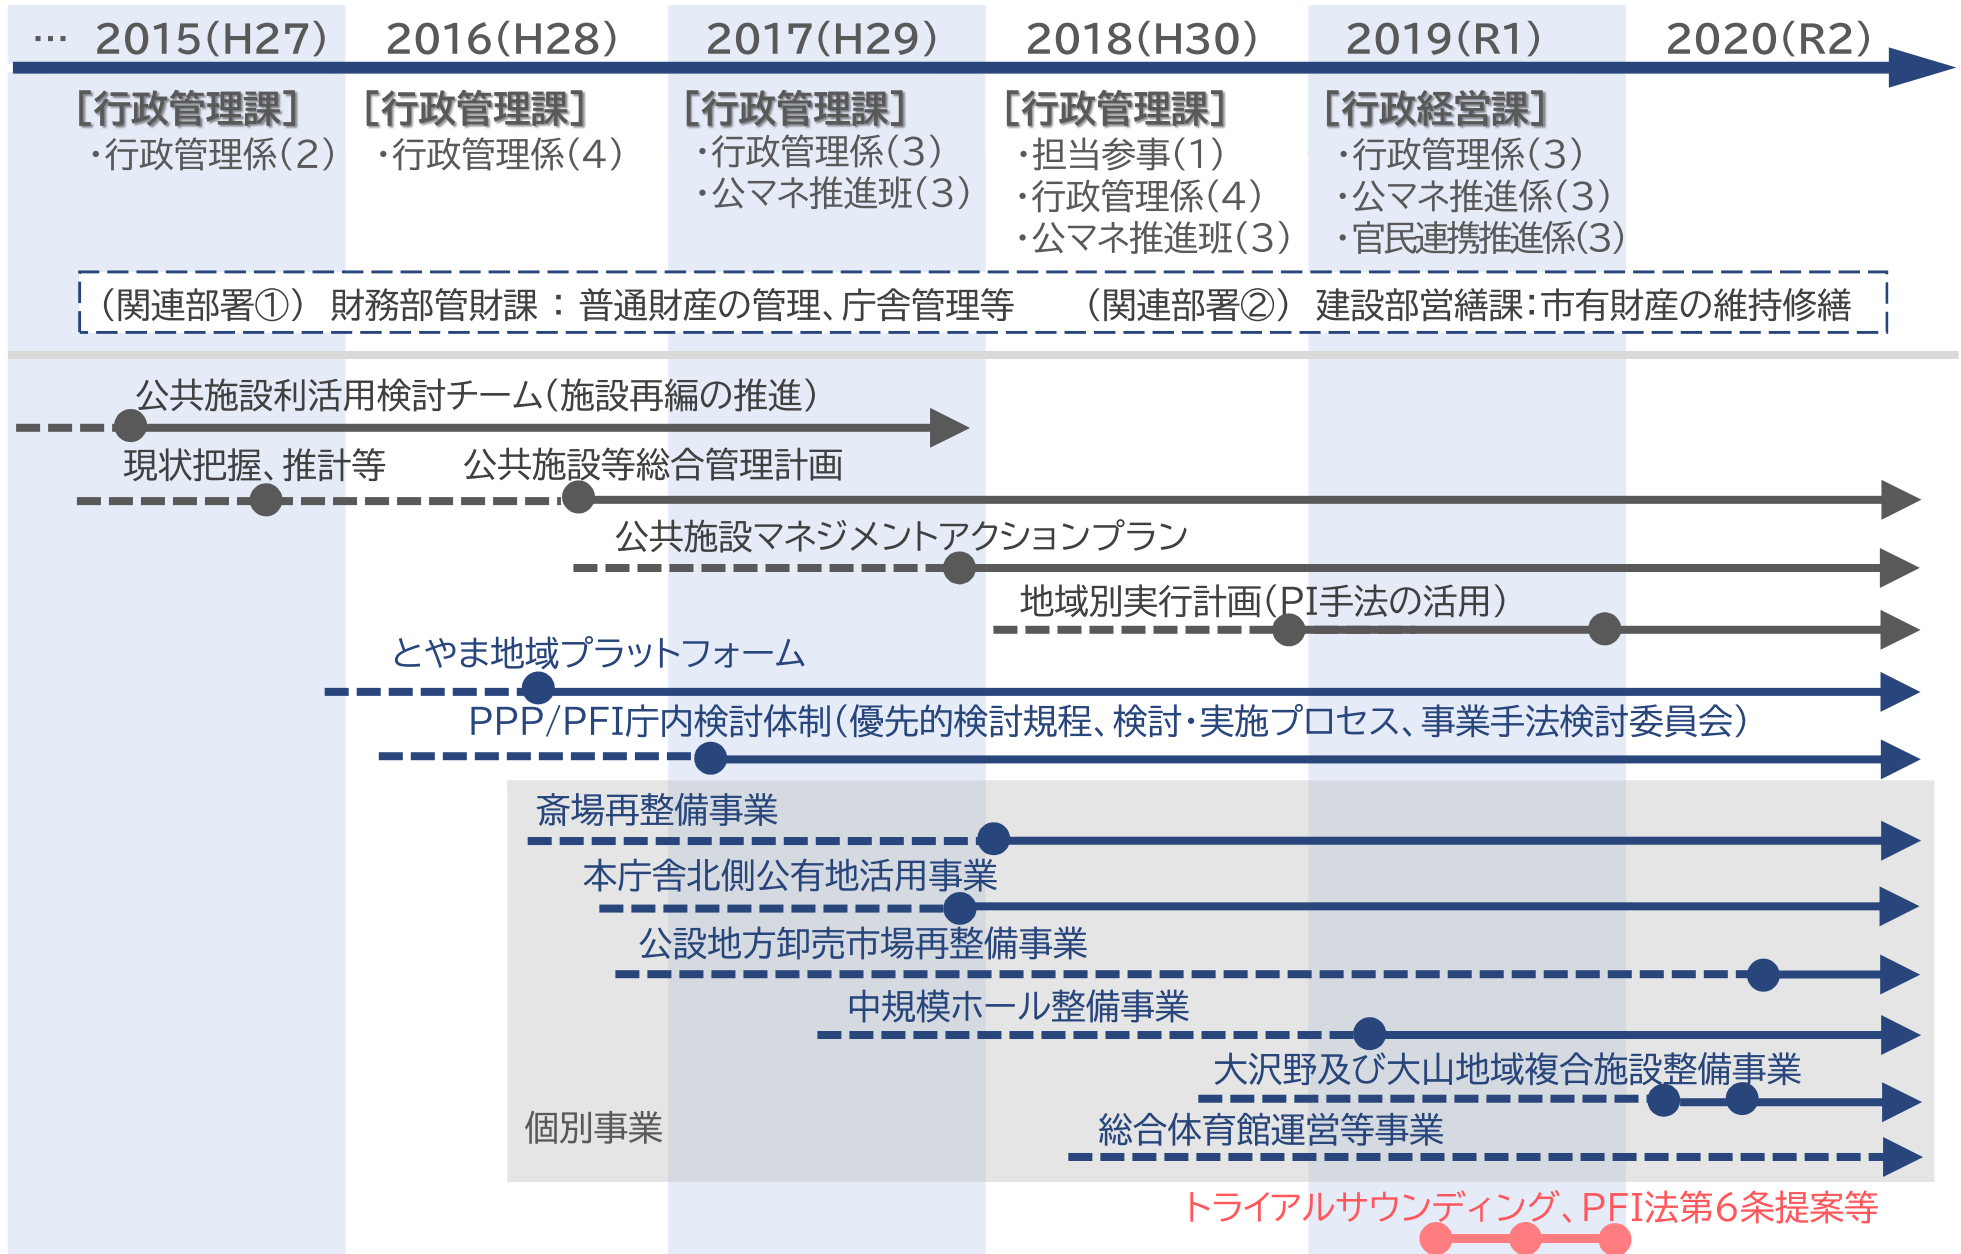 … 2015(H27) 2016(H28) 2017(H29) 2018(H30) 2019(R1) 2020(R2)
[行政管理課] [行政管理課] [行政管理課] [行政管理課] [行政経営課]
・行政管理係(2) ・行政管理係(4) ・行政管理係(3) ・担当参事(1) ・行政管理係(3)
・公マネ推進班(3) ・行政管理係(4) ・公マネ推進係(3)
・公マネ推進班(3) ・官民連携推進係(3)
(関連部署①) 財務部管財課：普通財産の管理、庁舎管理等 (関連部署②) 建設部営繕課：市有財産の維持修繕
公共施設利活用検討チーム(施設再編の推進)
現状把握、推計等 公共施設等総合管理計画
公共施設マネジメントアクションプラン
地域別実行計画(PI手法の活用)
とやま地域プラットフォーム
PPP/PFI庁内検討体制(優先的検討規程、検討・実施プロセス、事業手法検討委員会)
斎場再整備事業
本庁舎北側公有地活用事業
公設地方卸売市場再整備事業
中規模ホール整備事業
大沢野及び大山地域複合施設整備事業
個別事業 総合体育館運営等事業
トライアルサウンディング、PFI法第6条提案等